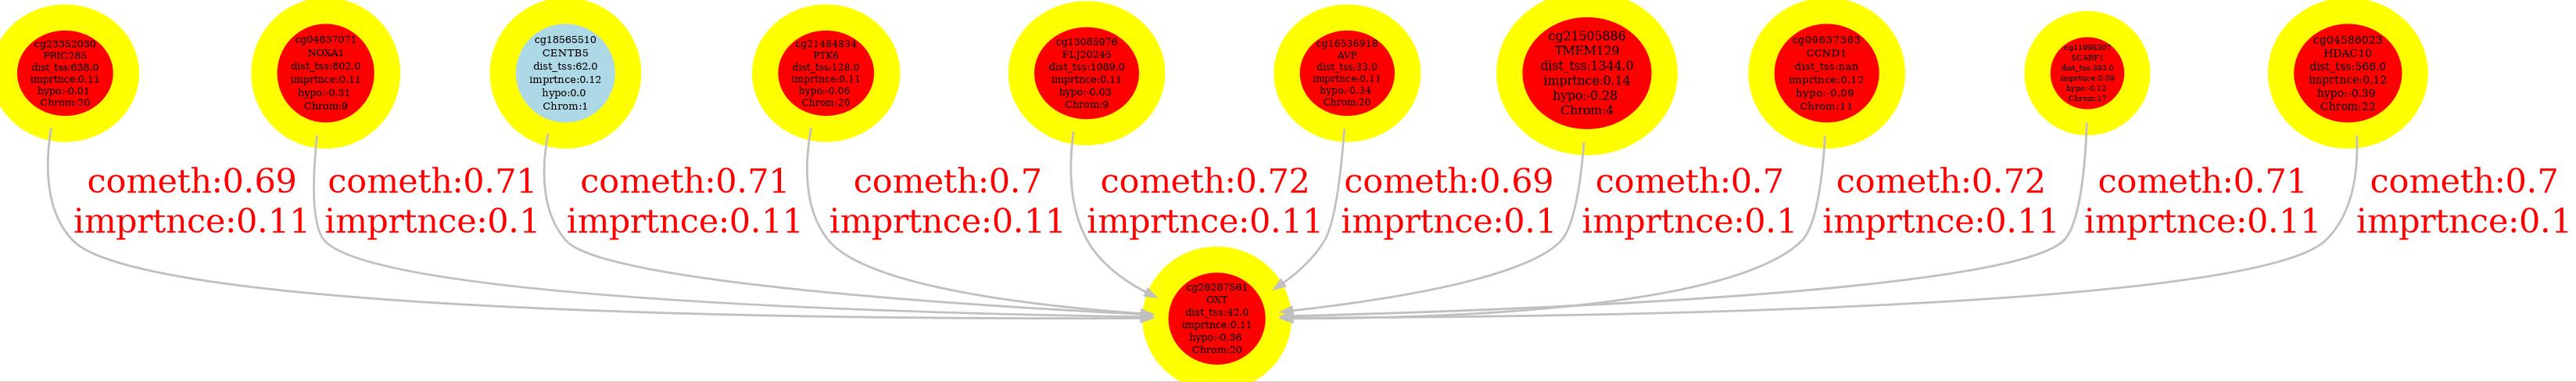 cg23352030
PRIC285
dist_tss:638.0
imprtnce:0.11
hypo:-0.01
Chrom:20
cg04837071
NOXA1
dist_tss:802.0
imprtnce:0.11
hypo:-0.31
Chrom:9
cg18565510
CENTB5
dist_tss:62.0
imprtnce:0.12
hypo:0.0
Chrom:1
cg21484834
PTK6
dist_tss:128.0
imprtnce:0.11
hypo:-0.06
Chrom:20
cg13085976
FLJ20245
dist_tss:1069.0
imprtnce:0.11
hypo:-0.03
Chrom:9
cg16536918
AVP
dist_tss:33.0
imprtnce:0.11
hypo:-0.34
Chrom:20
cg21505886
TMEM129
dist_tss:1344.0
imprtnce:0.14
hypo:-0.28
Chrom:4
cg09637363
CCND1
dist_tss:nan
imprtnce:0.12
hypo:-0.09
Chrom:11
SCARF1
dist_tss:393.0
imprtnce:0.09
hypo:-0.12
Chrom:17
cg04586023
HDAC10
dist_tss:566.0
imprtnce:0.12
hypo:-0.39
Chrom:22
cometh:0.69
imprtnce:0.11
cometh:0.71
imprtnce:0.1
cometh:0.71
imprtnce:0.11
cometh:0.7
imprtnce:0.11
cometh:0.72
imprtnce:0.11
cometh:0.69
imprtnce:0.1
cometh:0.7
imprtnce:0.1
cometh:0.72
imprtnce:0.11
cometh:0.71
imprtnce:0.11
cometh:0.7
imprtnce:0.1
cg26267561
OXT
dist_tss:42.0
imprtnce:0.11
hypo:-0.36
Chrom:20